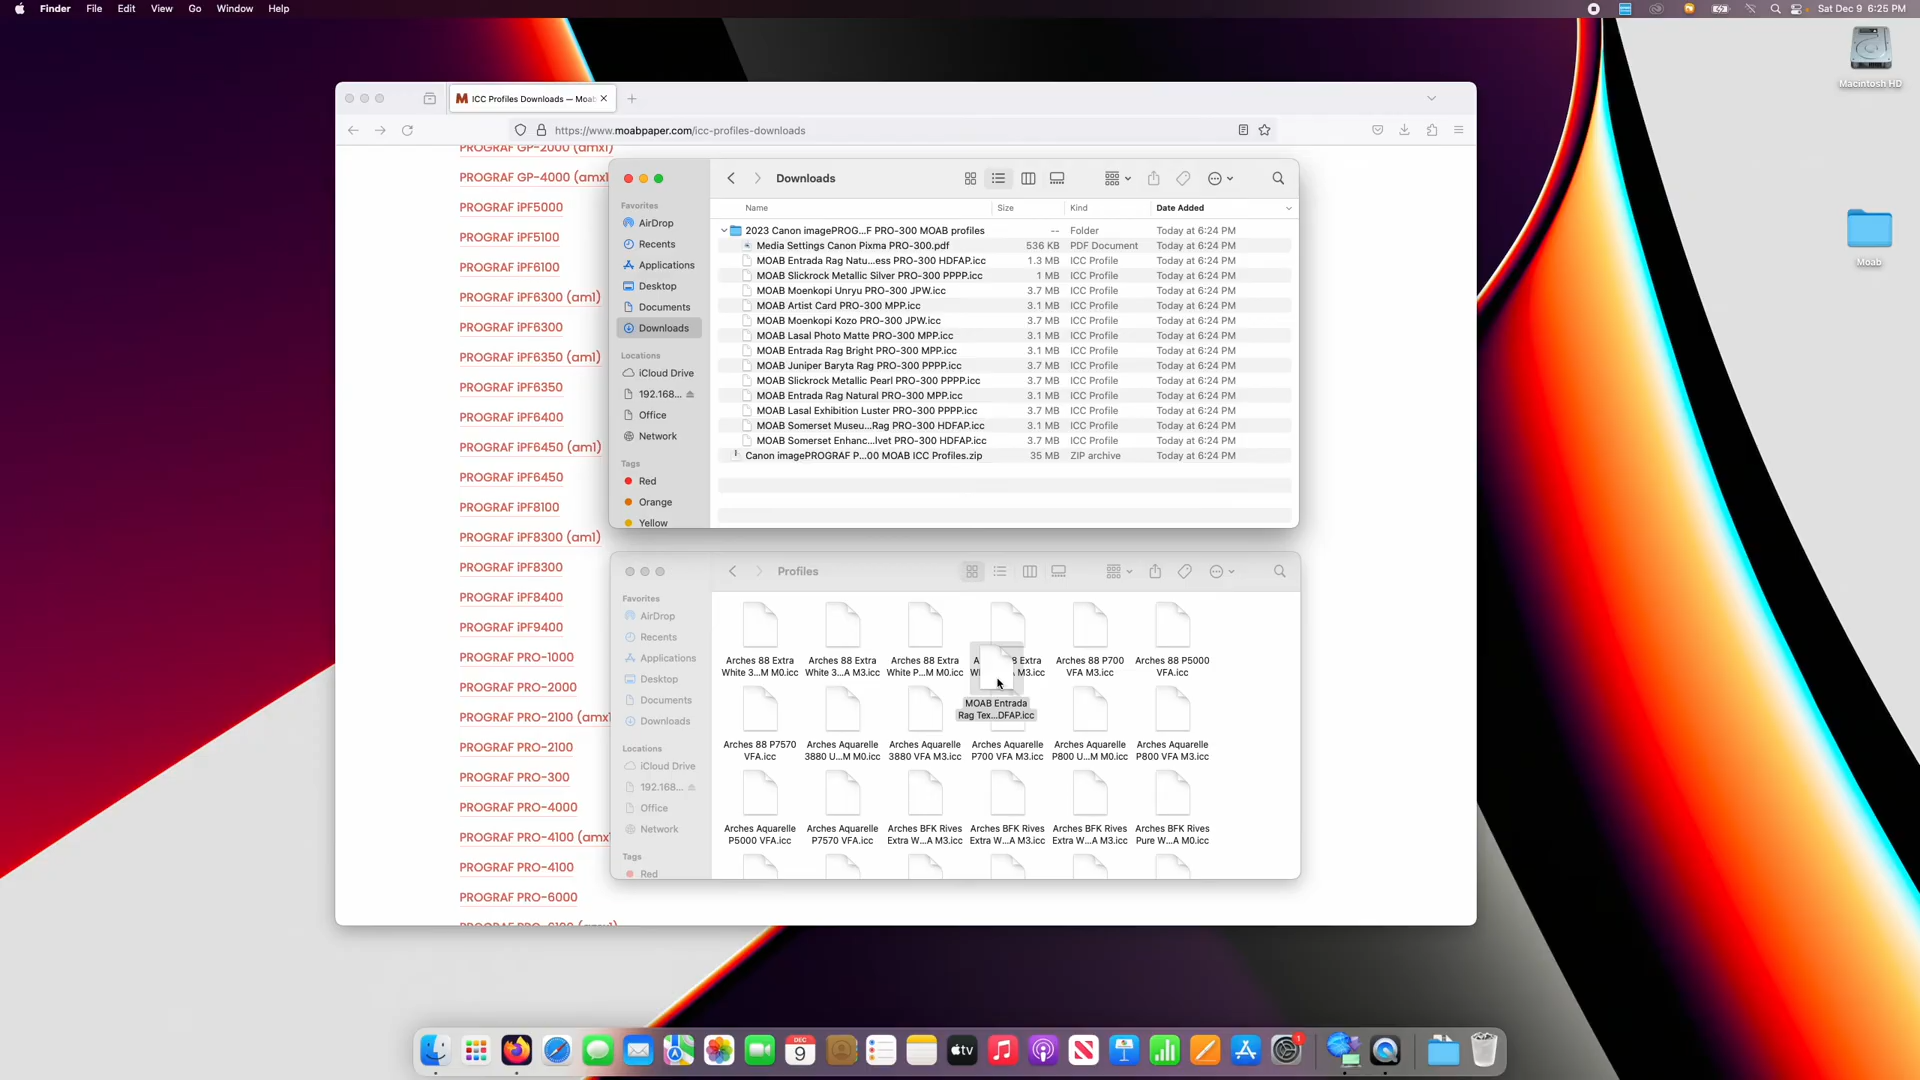 Finder File Edit View Go Window Help
Sat Dec 9 6:25 PM
Macintosh HD
Moab
ICC Profiles Downloads — Moab
https://www.moabpaper.com/icc-profiles-downloads
PROGRAF GP-2000 (amx1)
PROGRAF GP-4000 (amx1
PROGRAF iPF5000
PROGRAF iPF5100
PROGRAF iPF6100
PROGRAF iPF6300 (am1)
PROGRAF iPF6300
PROGRAF iPF6350 (am1)
PROGRAF iPF6350
PROGRAF iPF6400
PROGRAF iPF6450 (am1)
PROGRAF iPF6450
PROGRAF iPF8100
PROGRAF iPF8300 (am1)
PROGRAF iPF8300
PROGRAF iPF8400
PROGRAF iPF9400
PROGRAF PRO-1000
PROGRAF PRO-2000
PROGRAF PRO-2100 (amx1
PROGRAF PRO-2100
PROGRAF PRO-300
PROGRAF PRO-4000
PROGRAF PRO-4100 (amx1
PROGRAF PRO-4100
PROGRAF PRO-6000
PROGRAF PRO-6100 (amx1)
Downloads
Favorites
AirDrop
Recents
Applications
Desktop
Documents
Downloads
Locations
iCloud Drive
192.168...
Office
Network
Tags
Red
Orange
Yellow
Name Size Kind Date Added
2023 Canon imagePROG...F PRO-300 MOAB profiles -- Folder Today at 6:24 PM
Media Settings Canon Pixma PRO-300.pdf 536 KB PDF Document Today at 6:24 PM
MOAB Entrada Rag Natu...ess PRO-300 HDFAP.icc 1.3 MB ICC Profile Today at 6:24 PM
MOAB Slickrock Metallic Silver PRO-300 PPPP.icc 1 MB ICC Profile Today at 6:24 PM
MOAB Moenkopi Unryu PRO-300 JPW.icc 3.7 MB ICC Profile Today at 6:24 PM
MOAB Artist Card PRO-300 MPP.icc 3.1 MB ICC Profile Today at 6:24 PM
MOAB Moenkopi Kozo PRO-300 JPW.icc 3.7 MB ICC Profile Today at 6:24 PM
MOAB Lasal Photo Matte PRO-300 MPP.icc 3.1 MB ICC Profile Today at 6:24 PM
MOAB Entrada Rag Bright PRO-300 MPP.icc 3.1 MB ICC Profile Today at 6:24 PM
MOAB Juniper Baryta Rag PRO-300 PPPP.icc 3.7 MB ICC Profile Today at 6:24 PM
MOAB Slickrock Metallic Pearl PRO-300 PPPP.icc 3.7 MB ICC Profile Today at 6:24 PM
MOAB Entrada Rag Natural PRO-300 MPP.icc 3.1 MB ICC Profile Today at 6:24 PM
MOAB Lasal Exhibition Luster PRO-300 PPPP.icc 3.7 MB ICC Profile Today at 6:24 PM
MOAB Somerset Museu...Rag PRO-300 HDFAP.icc 3.1 MB ICC Profile Today at 6:24 PM
MOAB Somerset Enhanc...lvet PRO-300 HDFAP.icc 3.7 MB ICC Profile Today at 6:24 PM
Canon imagePROGRAF P...00 MOAB ICC Profiles.zip 35 MB ZIP archive Today at 6:24 PM
Profiles
Favorites
AirDrop
Recents
Applications
Desktop
Documents
Downloads
Locations
iCloud Drive
192.168...
Office
Network
Tags
Red
Arches 88 Extra Arches 88 Extra Arches 88 Extra A 8 Extra Arches 88 P700 Arches 88 P5000
White 3...M M0.icc White 3...A M3.icc White P...M M0.icc W A M3.icc VFA M3.icc VFA.icc
MOAB Entrada
Rag Tex...DFAP.icc
Arches 88 P7570 Arches Aquarelle Arches Aquarelle Arches Aquarelle Arches Aquarelle Arches Aquarelle
VFA.icc 3880 U...M M0.icc 3880 VFA M3.icc P700 VFA M3.icc P800 U...M M0.icc P800 VFA M3.icc
Arches Aquarelle Arches Aquarelle Arches BFK Rives Arches BFK Rives Arches BFK Rives Arches BFK Rives
P5000 VFA.icc P7570 VFA.icc Extra W...A M3.icc Extra W...A M3.icc Extra W...A M3.icc Pure W...A M0.icc
DEC
9
tv
1